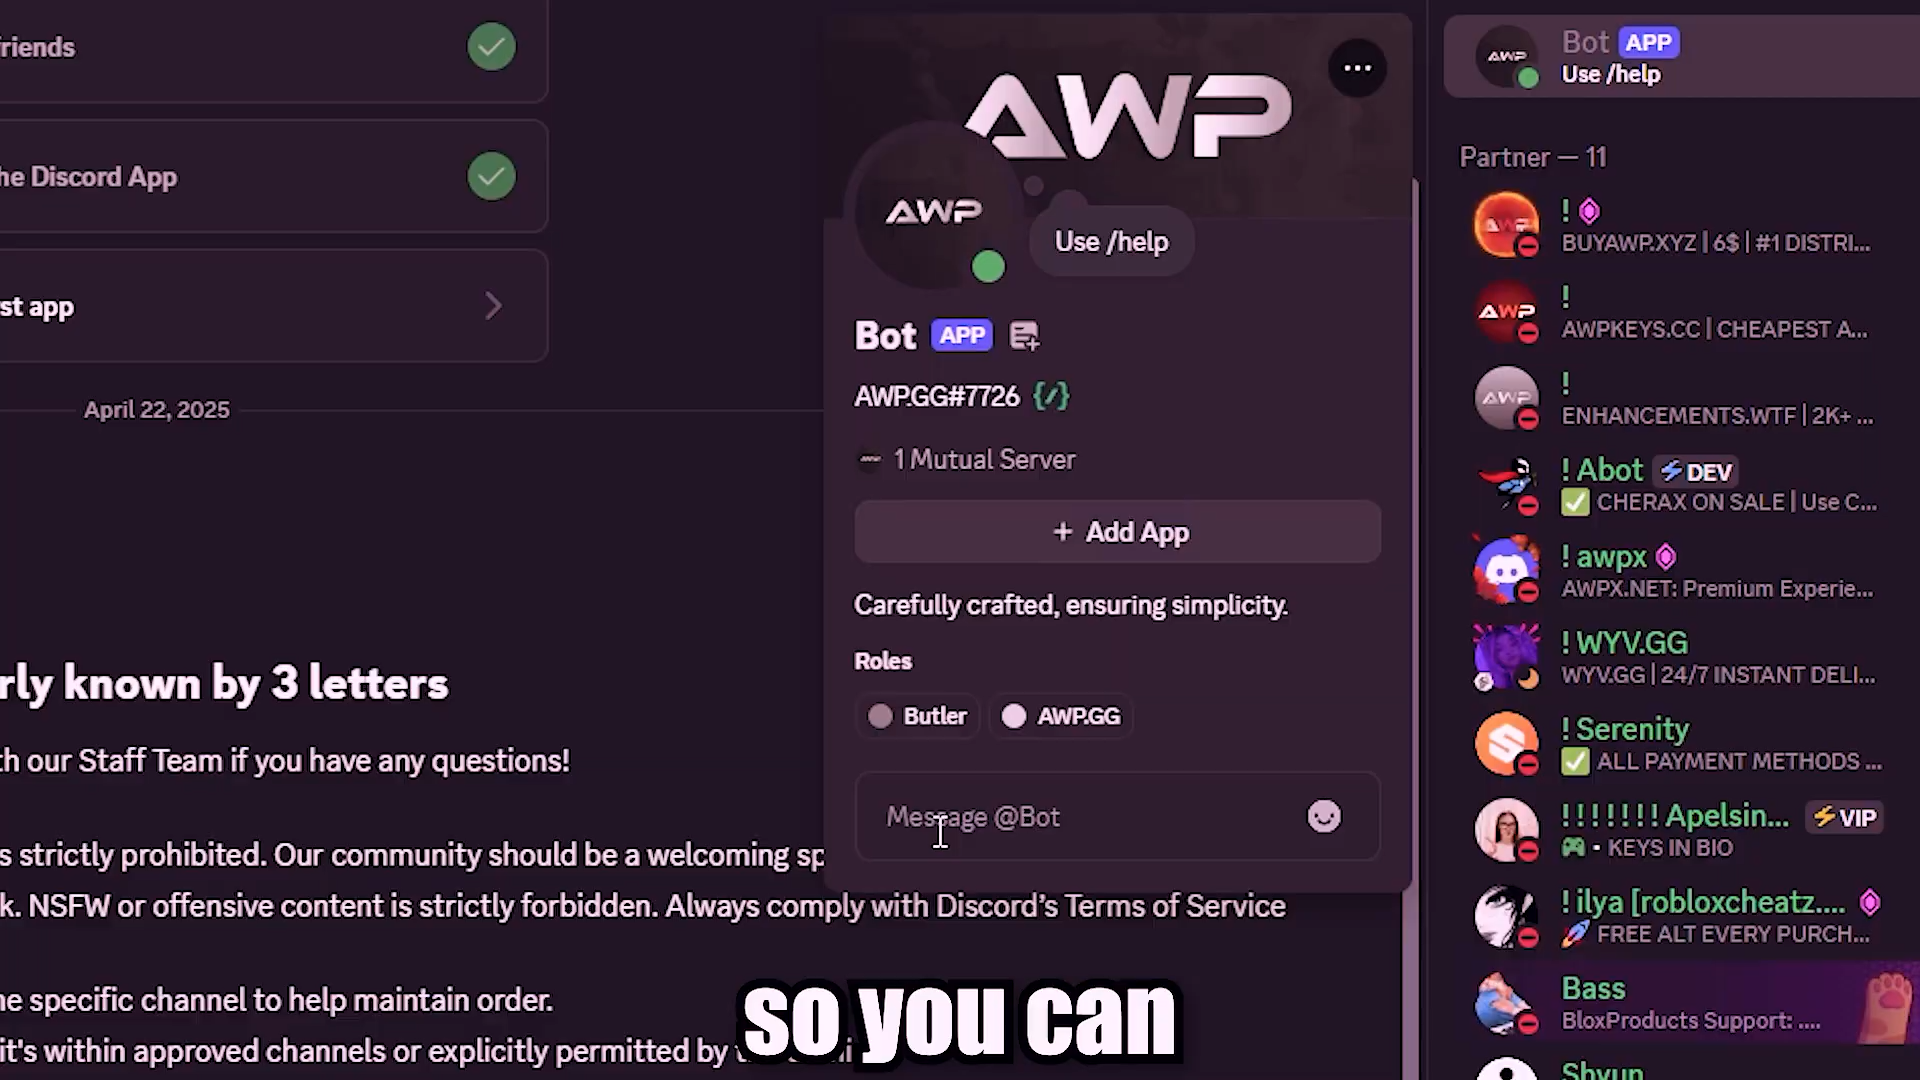 riends
he Discord App
st app
April 22, 2025
rly known by 3 letters
h our Staff Team if you have any questions!
s strictly prohibited. Our community should be a welcoming sp
k. NSFW or offensive content is strictly forbidden. Always comply with Discord's Terms of Service
ne specific channel to help maintain order.
it's within approved channels or explicitly permitted by
AWP
AWP
Use /help
Bot APP
AWP.GG#7726
1 Mutual Server
+ Add App
Carefully crafted, ensuring simplicity.
Roles
Butler AWP.GG
Message @Bot
so you can
AWP
Bot APP
Use /help
Partner — 11
AWP
!
BUYAWP.XYZ | 6$ | #1 DISTRI...
AWP
!
AWPKEYS.CC | CHEAPEST A...
AWP
!
ENHANCEMENTS.WTF | 2K+ ...
! Abot ⚡DEV
✅ CHERAX ON SALE | Use C...
! awpx
AWPX.NET: Premium Experie...
! WYV.GG
WYV.GG | 24/7 INSTANT DELI...
! Serenity
✅ ALL PAYMENT METHODS ...
!!!!!!! Apelsin... ⚡VIP
🎮 • KEYS IN BIO
! ilya [robloxcheatz....
🚀 FREE ALT EVERY PURCH...
Bass
BloxProducts Support: ....
Shyun